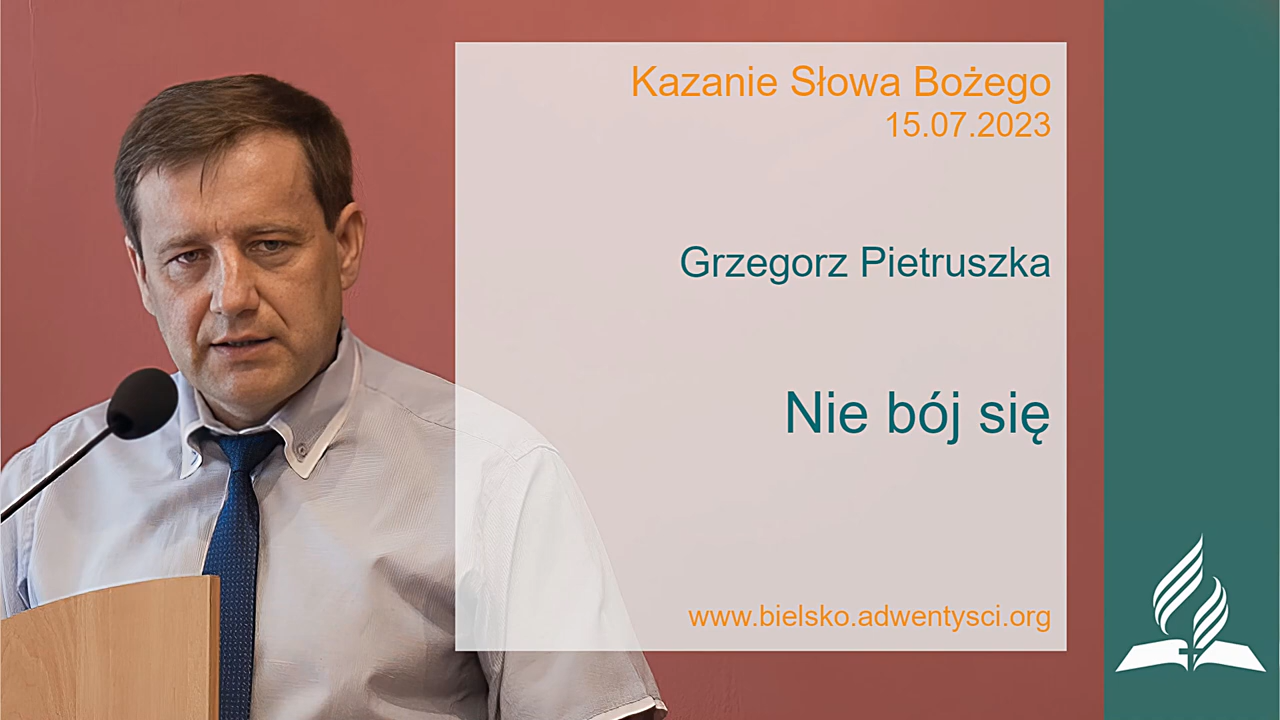 Kazanie Słowa Bożego
15.07.2023
Grzegorz Pietruszka
Nie bój się
www.bielsko.adwentysci.org